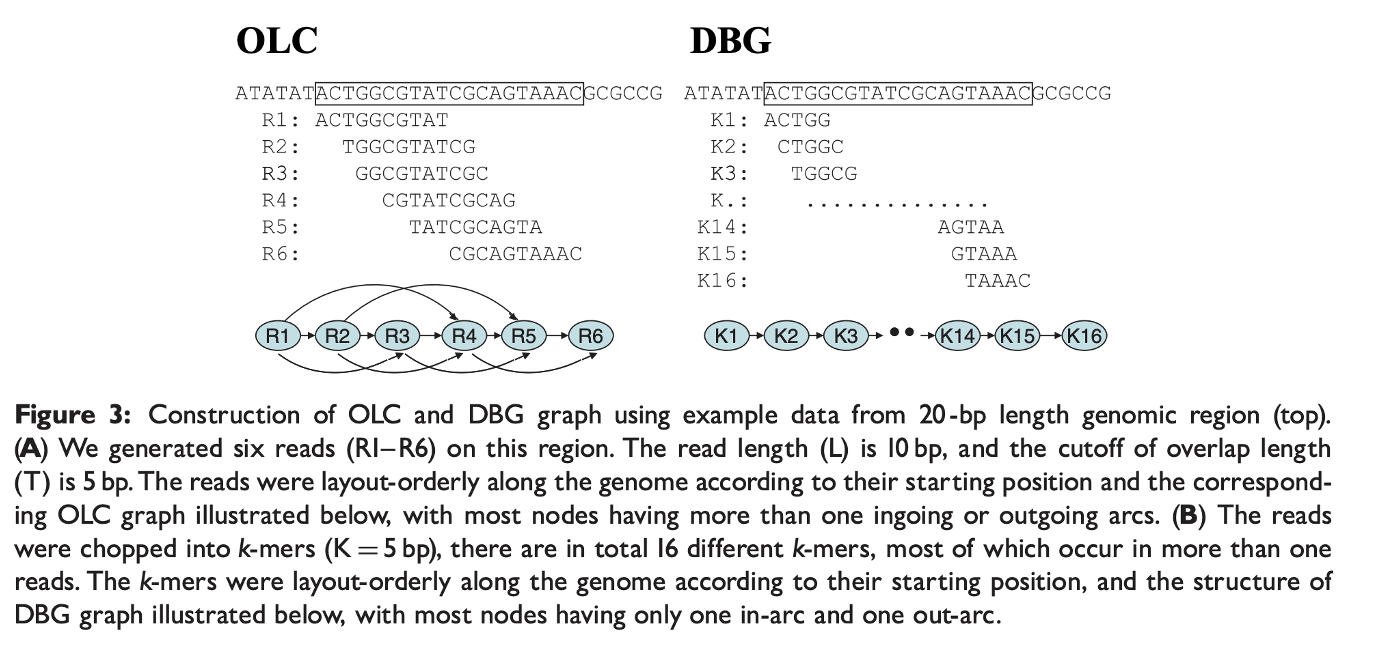 OLC
ATATATACTGGCGTATCGCAGTAAACGCGCCG
R1: ACTGGCGTAT
R2: TGGCGTATCG
R3: GGCGTATCGC
R4: CGTATCGCAG
R5: TATCGCAGTA
R6: CGCAGTAAAC
R1 R2 R3 R4 R5 R6
DBG
ATATATACTGGCGTATCGCAGTAAACGCGCCG
K1: ACTGG
K2: CTGGC
K3: TGGCG
K.: ..............
K14: AGTAA
K15: GTAAA
K16: TAAAC
K1 K2 K3 •• K14 K15 K16
Figure 3: Construction of OLC and DBG graph using example data from 20-bp length genomic region (top).
(A) We generated six reads (R1–R6) on this region. The read length (L) is 10 bp, and the cutoff of overlap length
(T) is 5 bp. The reads were layout-orderly along the genome according to their starting position and the correspond-
ing OLC graph illustrated below, with most nodes having more than one ingoing or outgoing arcs. (B) The reads
were chopped into k-mers (K = 5 bp), there are in total 16 different k-mers, most of which occur in more than one
reads. The k-mers were layout-orderly along the genome according to their starting position, and the structure of
DBG graph illustrated below, with most nodes having only one in-arc and one out-arc.